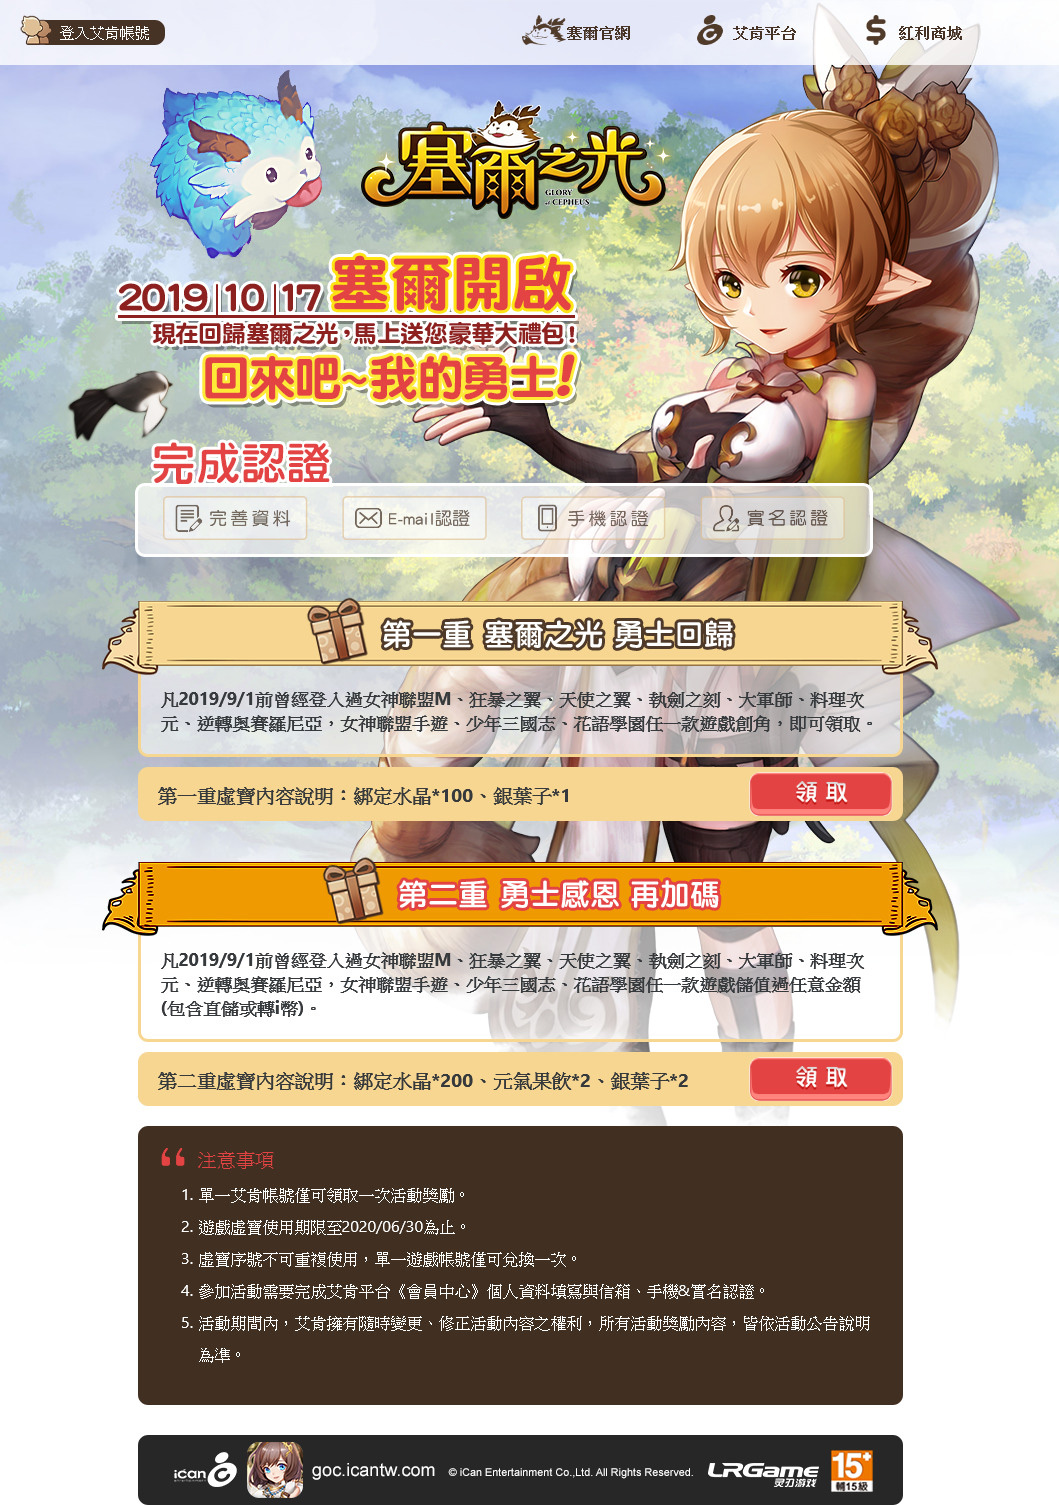 登入艾肯帳號
塞爾官網
艾肯平台
紅利商城
塞爾之光
GLORY
of CEPHEUS
2019|10|17 塞爾開啟
現在回歸塞爾之光，馬上送您豪華大禮包！
回來吧~我的勇士！
完成認證
完善資料
E-mail認證
手機認證
實名認證
第一重 塞爾之光 勇士回歸
凡2019/9/1前曾經登入過女神聯盟M、狂暴之翼、天使之翼、執劍之刻、大軍師、料理次
元、逆轉奧賽羅尼亞，女神聯盟手遊、少年三國志、花語學園任一款遊戲創角，即可領取。
第一重虛寶內容說明：綁定水晶*100、銀葉子*1
領取
第二重 勇士感恩 再加碼
凡2019/9/1前曾經登入過女神聯盟M、狂暴之翼、天使之翼、執劍之刻、大軍師、料理次
元、逆轉奧賽羅尼亞，女神聯盟手遊、少年三國志、花語學園任一款遊戲儲值過任意金額
(包含直儲或轉i幣)。
第二重虛寶內容說明：綁定水晶*200、元氣果飲*2、銀葉子*2
領取
注意事項
1. 單一艾肯帳號僅可領取一次活動獎勵。
2. 遊戲虛寶使用期限至2020/06/30為止。
3. 虛寶序號不可重複使用，單一遊戲帳號僅可兌換一次。
4. 參加活動需要完成艾肯平台《會員中心》個人資料填寫與信箱、手機&實名認證。
5. 活動期間內，艾肯擁有隨時變更、修正活動內容之權利，所有活動獎勵內容，皆依活動公告說明
為準。
iCan
goc.icantw.com
© iCan Entertainment Co.,Ltd. All Rights Reserved.
LRGame
灵刃游戏
15+
輔15級